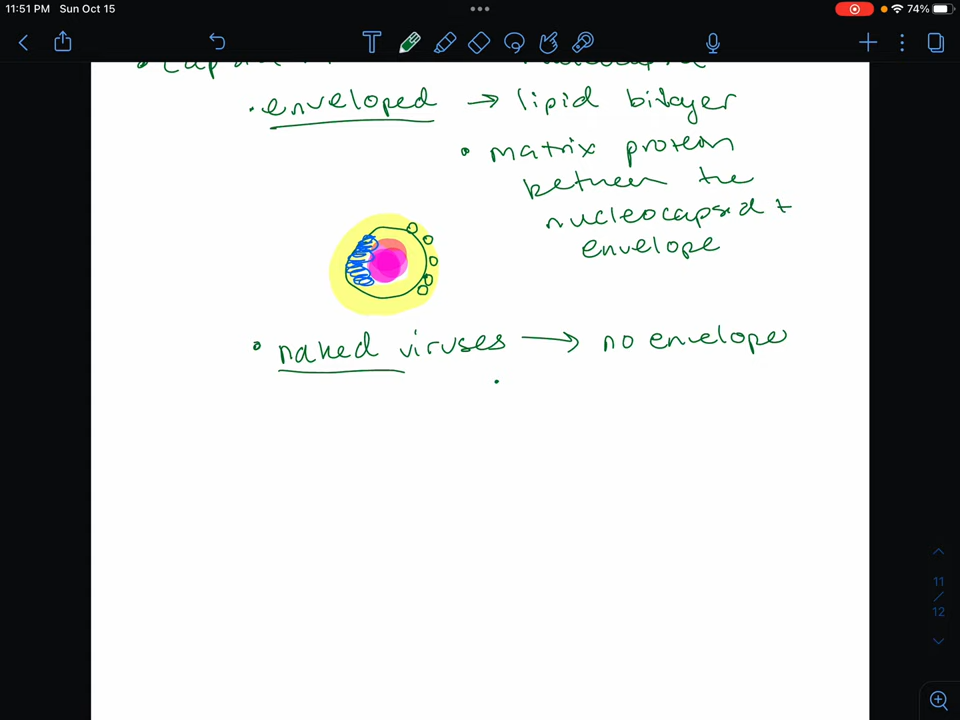 11:51 PM Sun Oct 15
74%
T
• enveloped → lipid bilayer
• matrix protein
between the
nucleocapsid +
envelope
• naked viruses → no envelope
•
11
/
12